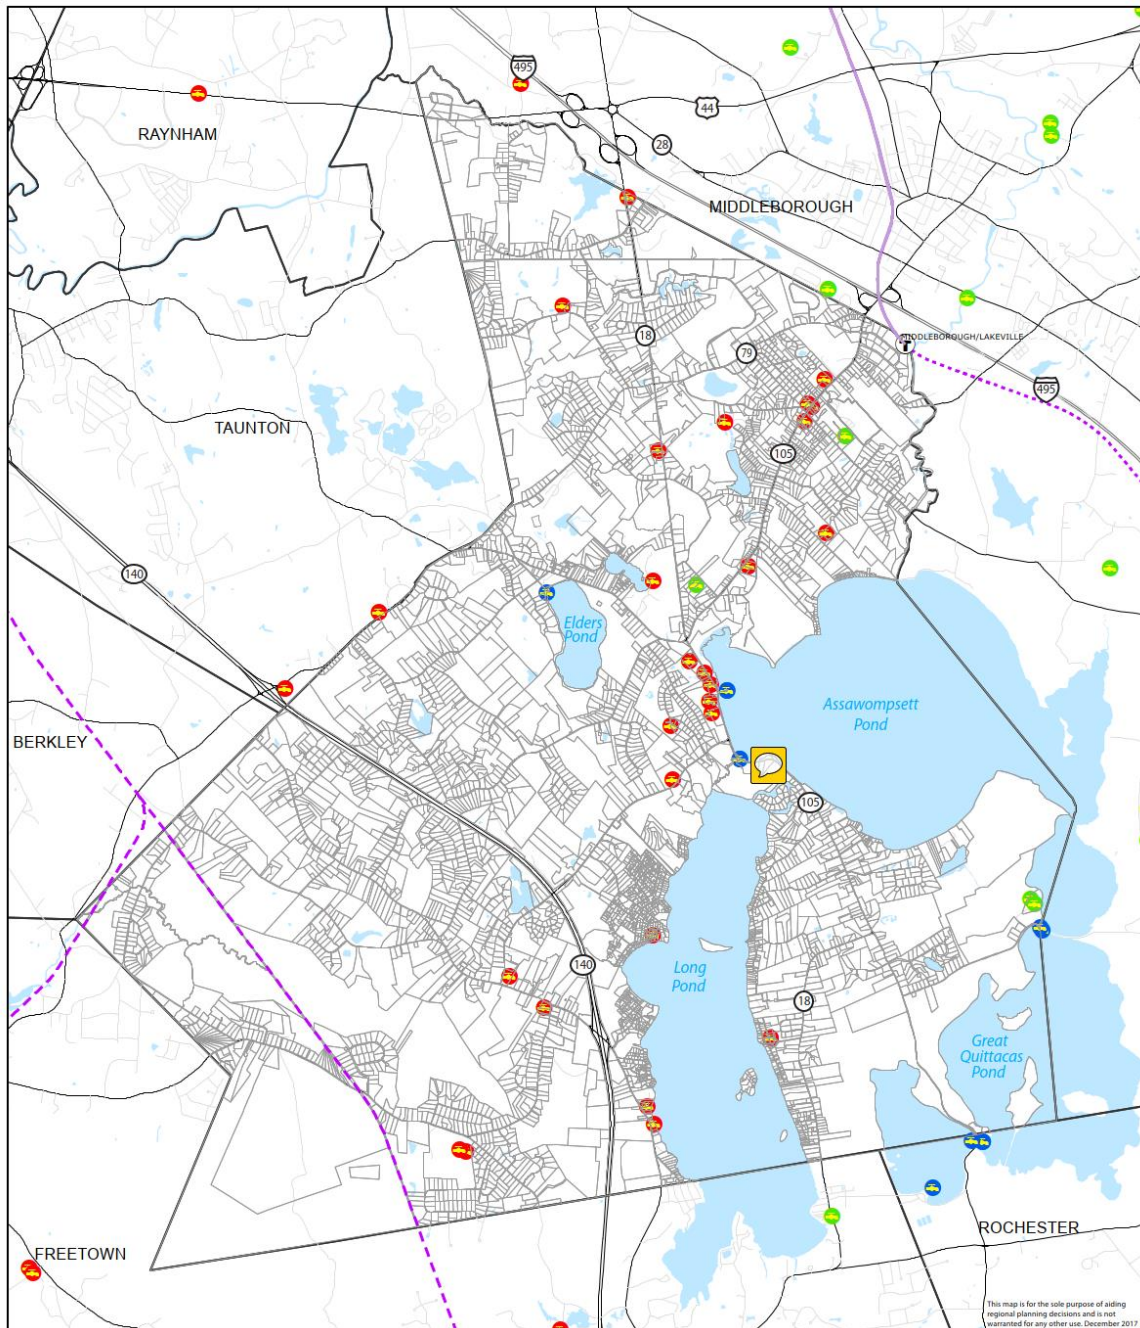 495
44
RAYNHAM
28
MIDDLEBOROUGH
18
MIDDLEBOROUGH/LAKEVILLE
79
495
TAUNTON
105
140
Elders
Pond
Assawompsett
Pond
BERKLEY
105
140
Long
Pond
18
Great
Quittacas
Pond
ROCHESTER
FREETOWN
This map is for the sole purpose of aiding
regional planning decisions and is not
warranted for any other use. December 2017